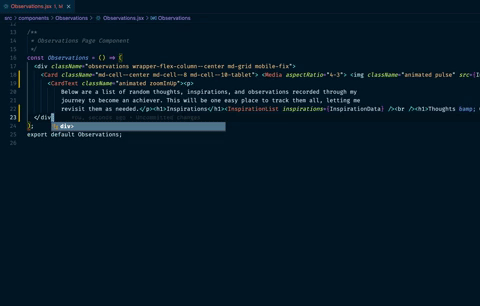 Observations.jsx 1, M ×
src > components > Observations > Observations.jsx > Observations
13 /**
14 * Observations Page Component
15 */
16 const Observations = () => (
17 <div className="observations wrapper-flex-column--center md-grid mobile-fix">
18 <Card className="md-cell--center md-cell--8 md-cell--10-tablet"> <Media aspectRatio="4-3"> <img className="animated pulse" src={In
19 <CardText className="animated zoomInUp"><p>
20 Below are a list of random thoughts, inspirations, and observations recorded through my
21 journey to become an achiever. This will be one easy place to track them all, letting me
22 revisit them as needed.</p><h1>Inspirations</h1><InspirationList inspirations={InspirationData} /><br /><h1>Thoughts &amp;
23 </div You, seconds ago • Uncommitted changes
div>
24 );
25 export default Observations;
26